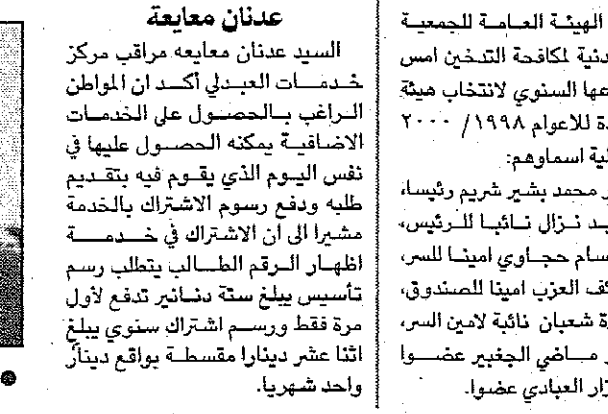 عدنان معايعة
السيد عدنان معايعه مراقب مركز
خدمات العبدلي أكد ان المواطن
الراغب بالحصول على الخدمات
الاضافية يمكنه الحصول عليها في
نفس اليوم الذي يقوم فيه بتقديم
طلبه ودفع رسوم الاشتراك بالخدمة
مشيرا الى ان الاشتراك في خدمة
اظهار الرقم الطالب يتطلب رسم
تأسيس يبلغ ستة دنانير تدفع لأول
مرة فقط ورسم اشتراك سنوي يبلغ
اثنا عشر دينارا مقسطة بواقع دينار
واحد شهريا.
الهيئة العامة للجمعية
دنية لمكافحة التدخين امس
عها السنوي لانتخاب هيئة
دة للاعوام ١٩٩٨/ ٢٠٠٠
لية اسماوهم:
ر محمد بشير شريم رئيسا،
يد نزال نائبا للرئيس،
سام حجاوي امينا للسر،
ئف العزب امينا للصندوق،
رة شعبان نائبة لامين السر،
ر ماضي الجغبير عضوا
زار العبادي عضوا.